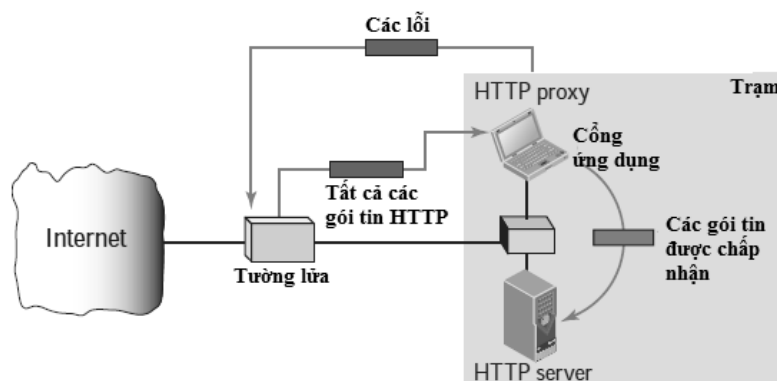 Các lỗi
Trạm
HTTP proxy
Cổng
ứng dụng
Tất cả các
gói tin HTTP
Internet
Tường lửa
Các gói tin
được chấp
nhận
HTTP server